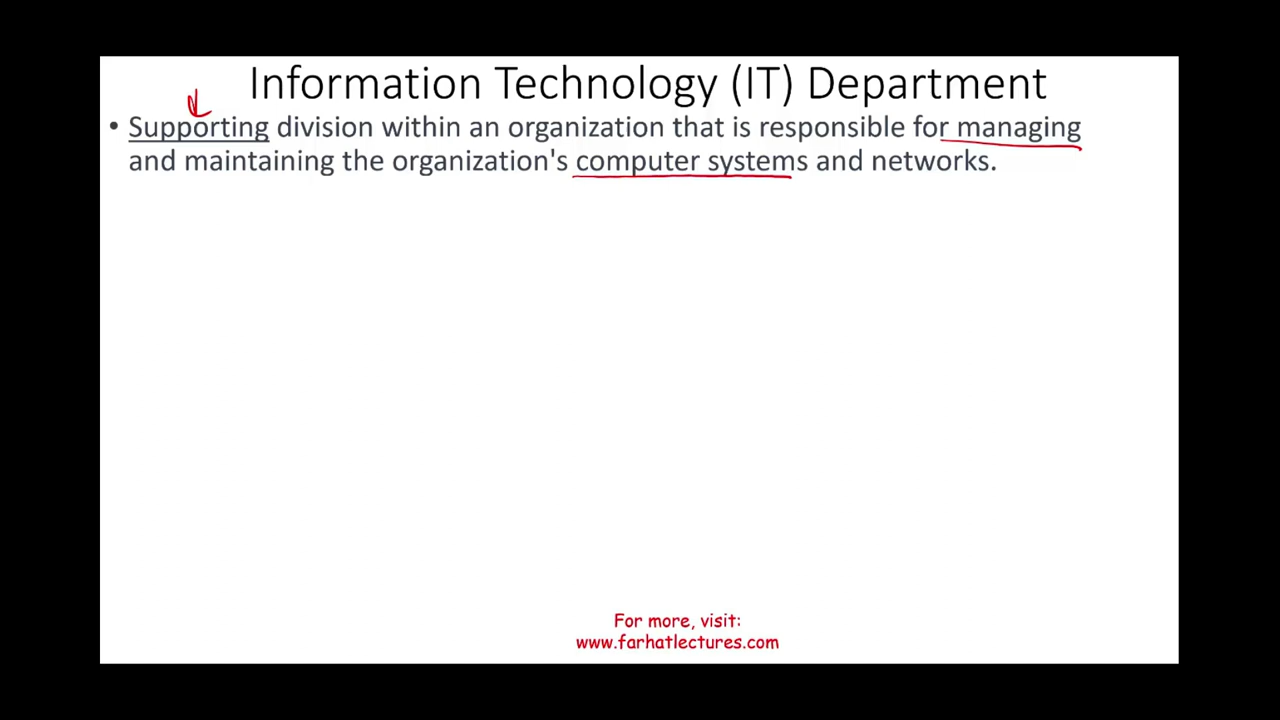 Information Technology (IT) Department
• Supporting division within an organization that is responsible for managing
and maintaining the organization's computer systems and networks.
For more, visit:
www.farhatlectures.com